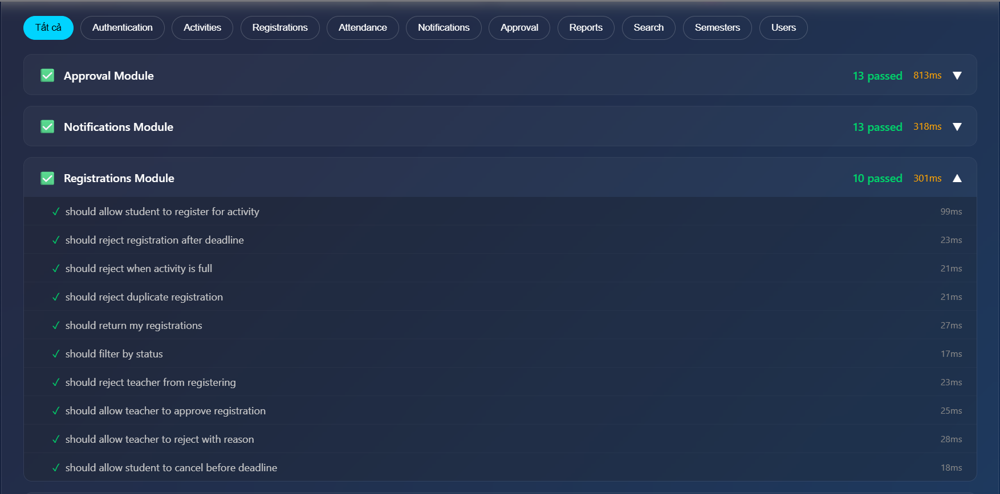 Tất cả Authentication Activities Registrations Attendance Notifications Approval Reports Search Semesters Users
Approval Module 13 passed 813ms ▼
Notifications Module 13 passed 318ms ▼
Registrations Module 10 passed 301ms ▲
✓ should allow student to register for activity 99ms
✓ should reject registration after deadline 23ms
✓ should reject when activity is full 21ms
✓ should reject duplicate registration 21ms
✓ should return my registrations 27ms
✓ should filter by status 17ms
✓ should reject teacher from registering 23ms
✓ should allow teacher to approve registration 25ms
✓ should allow teacher to reject with reason 28ms
✓ should allow student to cancel before deadline 18ms